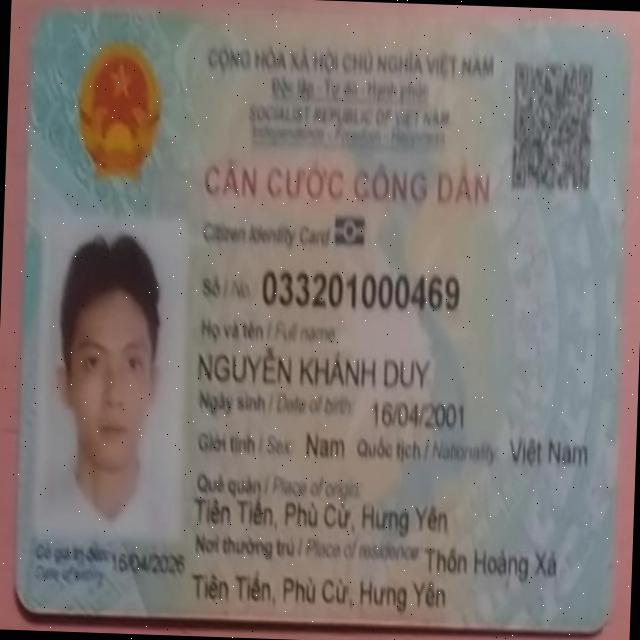 CỘNG HÒA XÃ HỘI CHỦ NGHĨA VIỆT NAM
Độc lập - Tự do - Hạnh phúc
SOCIALIST REPUBLIC OF VIET NAM
Independence - Freedom - Happiness
CĂN CƯỚC CÔNG DÂN
Citizen Identity Card
Số / No. 033201000469
Họ và tên / Full name:
NGUYỄN KHÁNH DUY
Ngày sinh / Date of birth: 16/04/2001
Giới tính / Sex: Nam Quốc tịch / Nationality: Việt Nam
Quê quán / Place of origin:
Tiên Tiến, Phù Cừ, Hưng Yên
Nơi thường trú / Place of residence: Thôn Hoàng Xá
Tiên Tiến, Phù Cừ, Hưng Yên
Có giá trị đến: 16/04/2026
Date of expiry